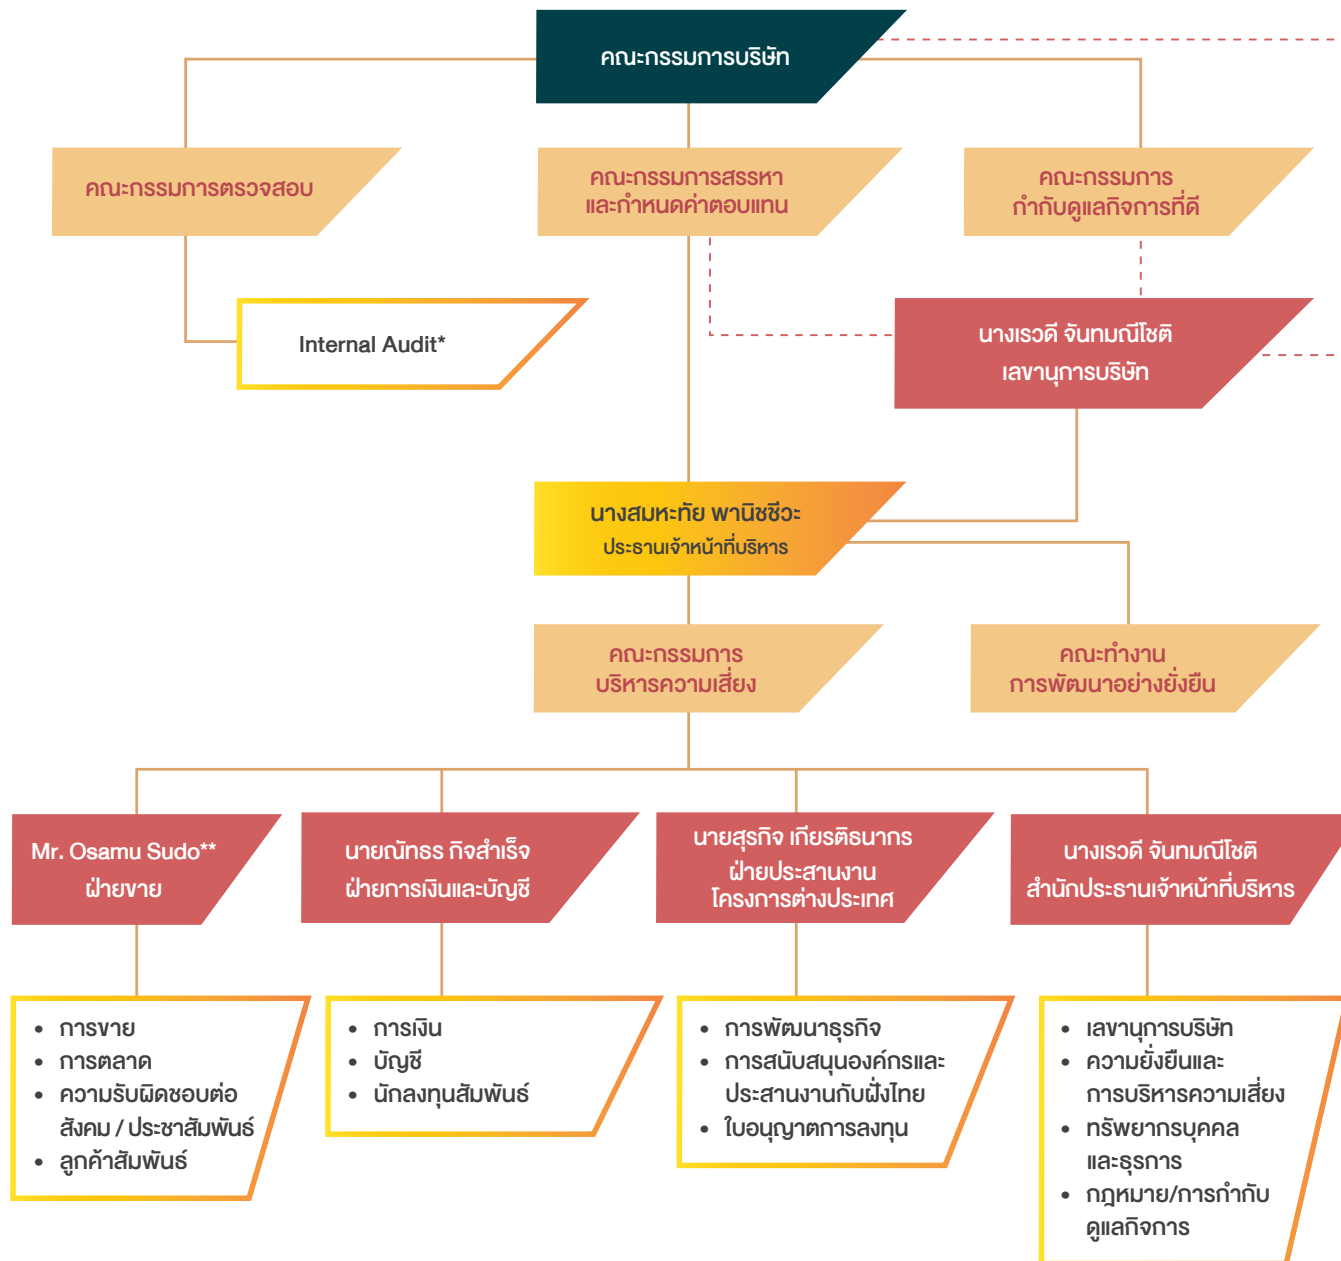 คณะกรรมการบริษัท
คณะกรรมการตรวจสอบ
คณะกรรมการสรรหา
และกำหนดค่าตอบแทน
คณะกรรมการ
กำกับดูแลกิจการที่ดี
Internal Audit*
นางเรวดี จันทมณีโชติ
เลขานุการบริษัท
นางสมหะทัย พานิชชีวะ
ประธานเจ้าหน้าที่บริหาร
คณะกรรมการ
บริหารความเสี่ยง
คณะทำงาน
การพัฒนาอย่างยั่งยืน
Mr. Osamu Sudo**
ฝ่ายขาย
นายณัทธร กิจสำเร็จ
ฝ่ายการเงินและบัญชี
นายสุรกิจ เกียรติธนากร
ฝ่ายประสานงาน
โครงการต่างประเทศ
นางเรวดี จันทมณีโชติ
สำนักประธานเจ้าหน้าที่บริหาร
• การขาย
• การตลาด
• ความรับผิดชอบต่อ
สังคม / ประชาสัมพันธ์
• ลูกค้าสัมพันธ์
• การเงิน
• บัญชี
• นักลงทุนสัมพันธ์
• การพัฒนาธุรกิจ
• การสนับสนุนองค์กรและ
ประสานงานกับฝั่งไทย
• ใบอนุญาตการลงทุน
• เลขานุการบริษัท
• ความยั่งยืนและ
การบริหารความเสี่ยง
• ทรัพยากรบุคคล
และธุรการ
• กฎหมาย/การกำกับ
ดูแลกิจการ